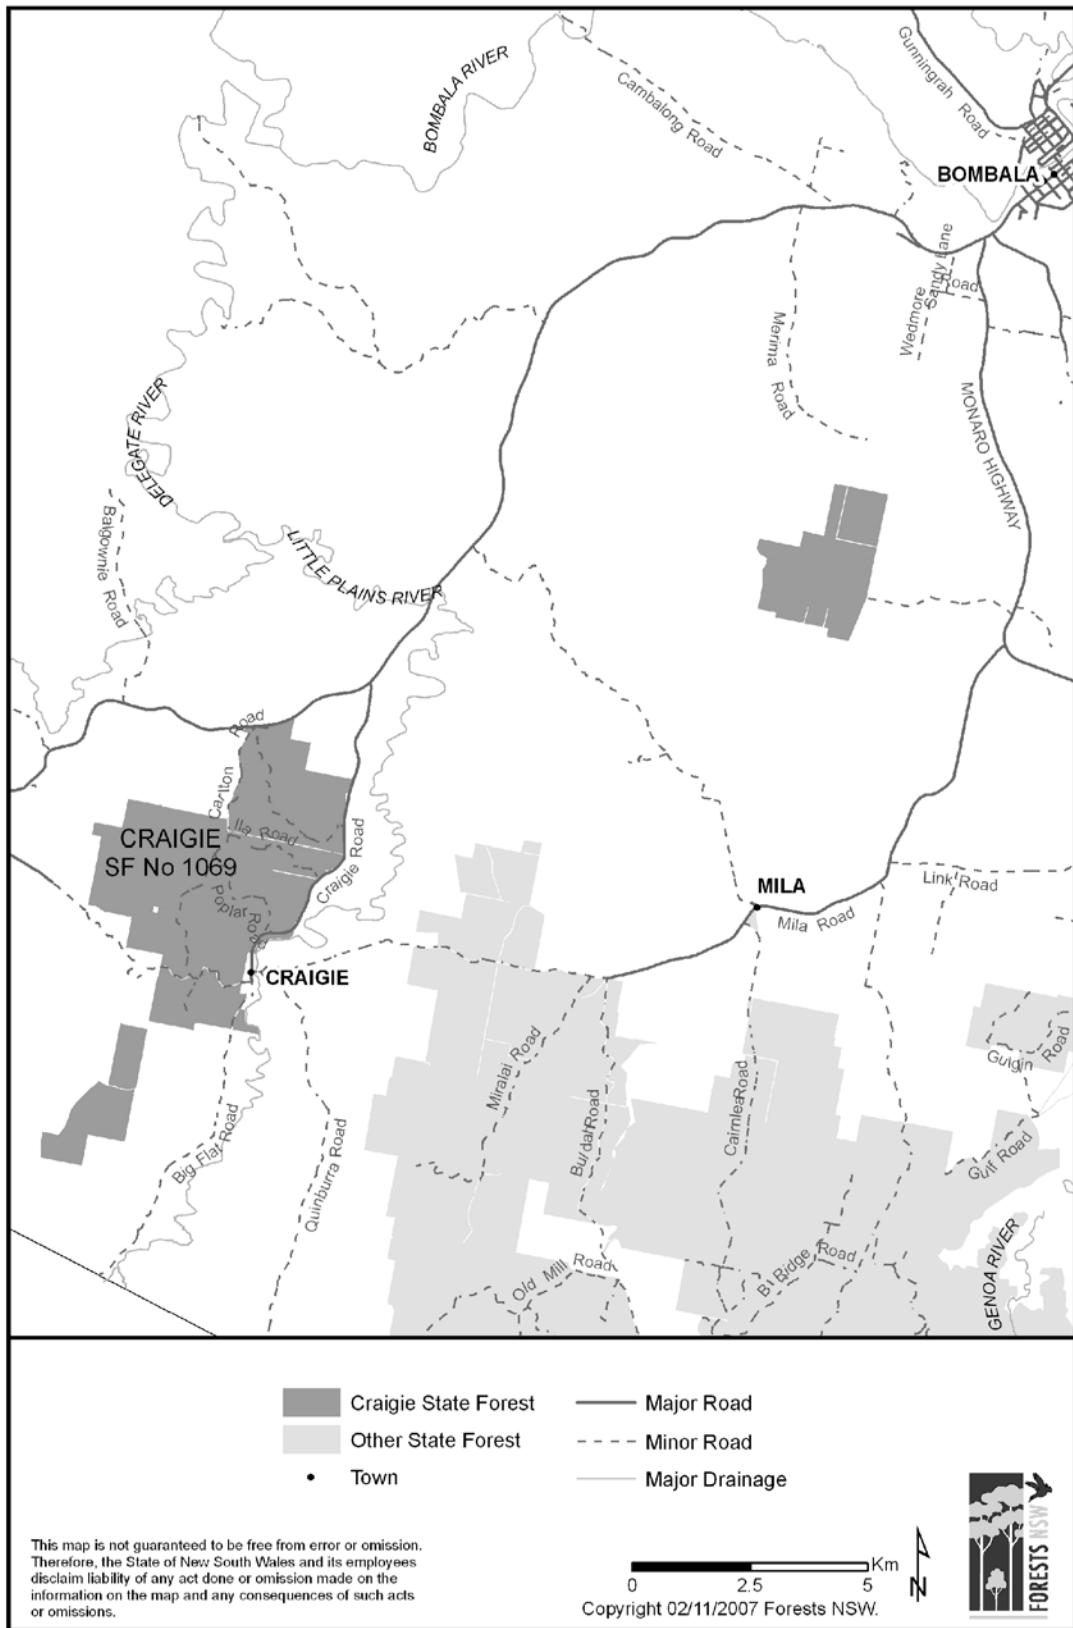 Gunningrah Road
BOMBALA RIVER
Cambalong Road
BOMBALA
Sandy Lane
Wedmore Road
Merima Road
MONARO HIGHWAY
DELEGATE RIVER
Balgownie Road
LITTLE PLAINS RIVER
Carlton Road
CRAIGIE
SF No 1069
Ila Road
Craigie Road
Poplar Road
MILA
Mila Road
Link Road
CRAIGIE
Miralai Road
Buldah Road
Cairnlea Road
Gulgin Road
Gulf Road
Big Flat Road
Quinburra Road
Old Mill Road
Ridge Road
GENOA RIVER
Craigie State Forest
Other State Forest
Town
Major Road
Minor Road
Major Drainage
This map is not guaranteed to be free from error or omission.
Therefore, the State of New South Wales and its employees
disclaim liability of any act done or omission made on the
information on the map and any consequences of such acts
or omissions.
0 2.5 5 Km
Copyright 02/11/2007 Forests NSW.
N
FORESTS NSW